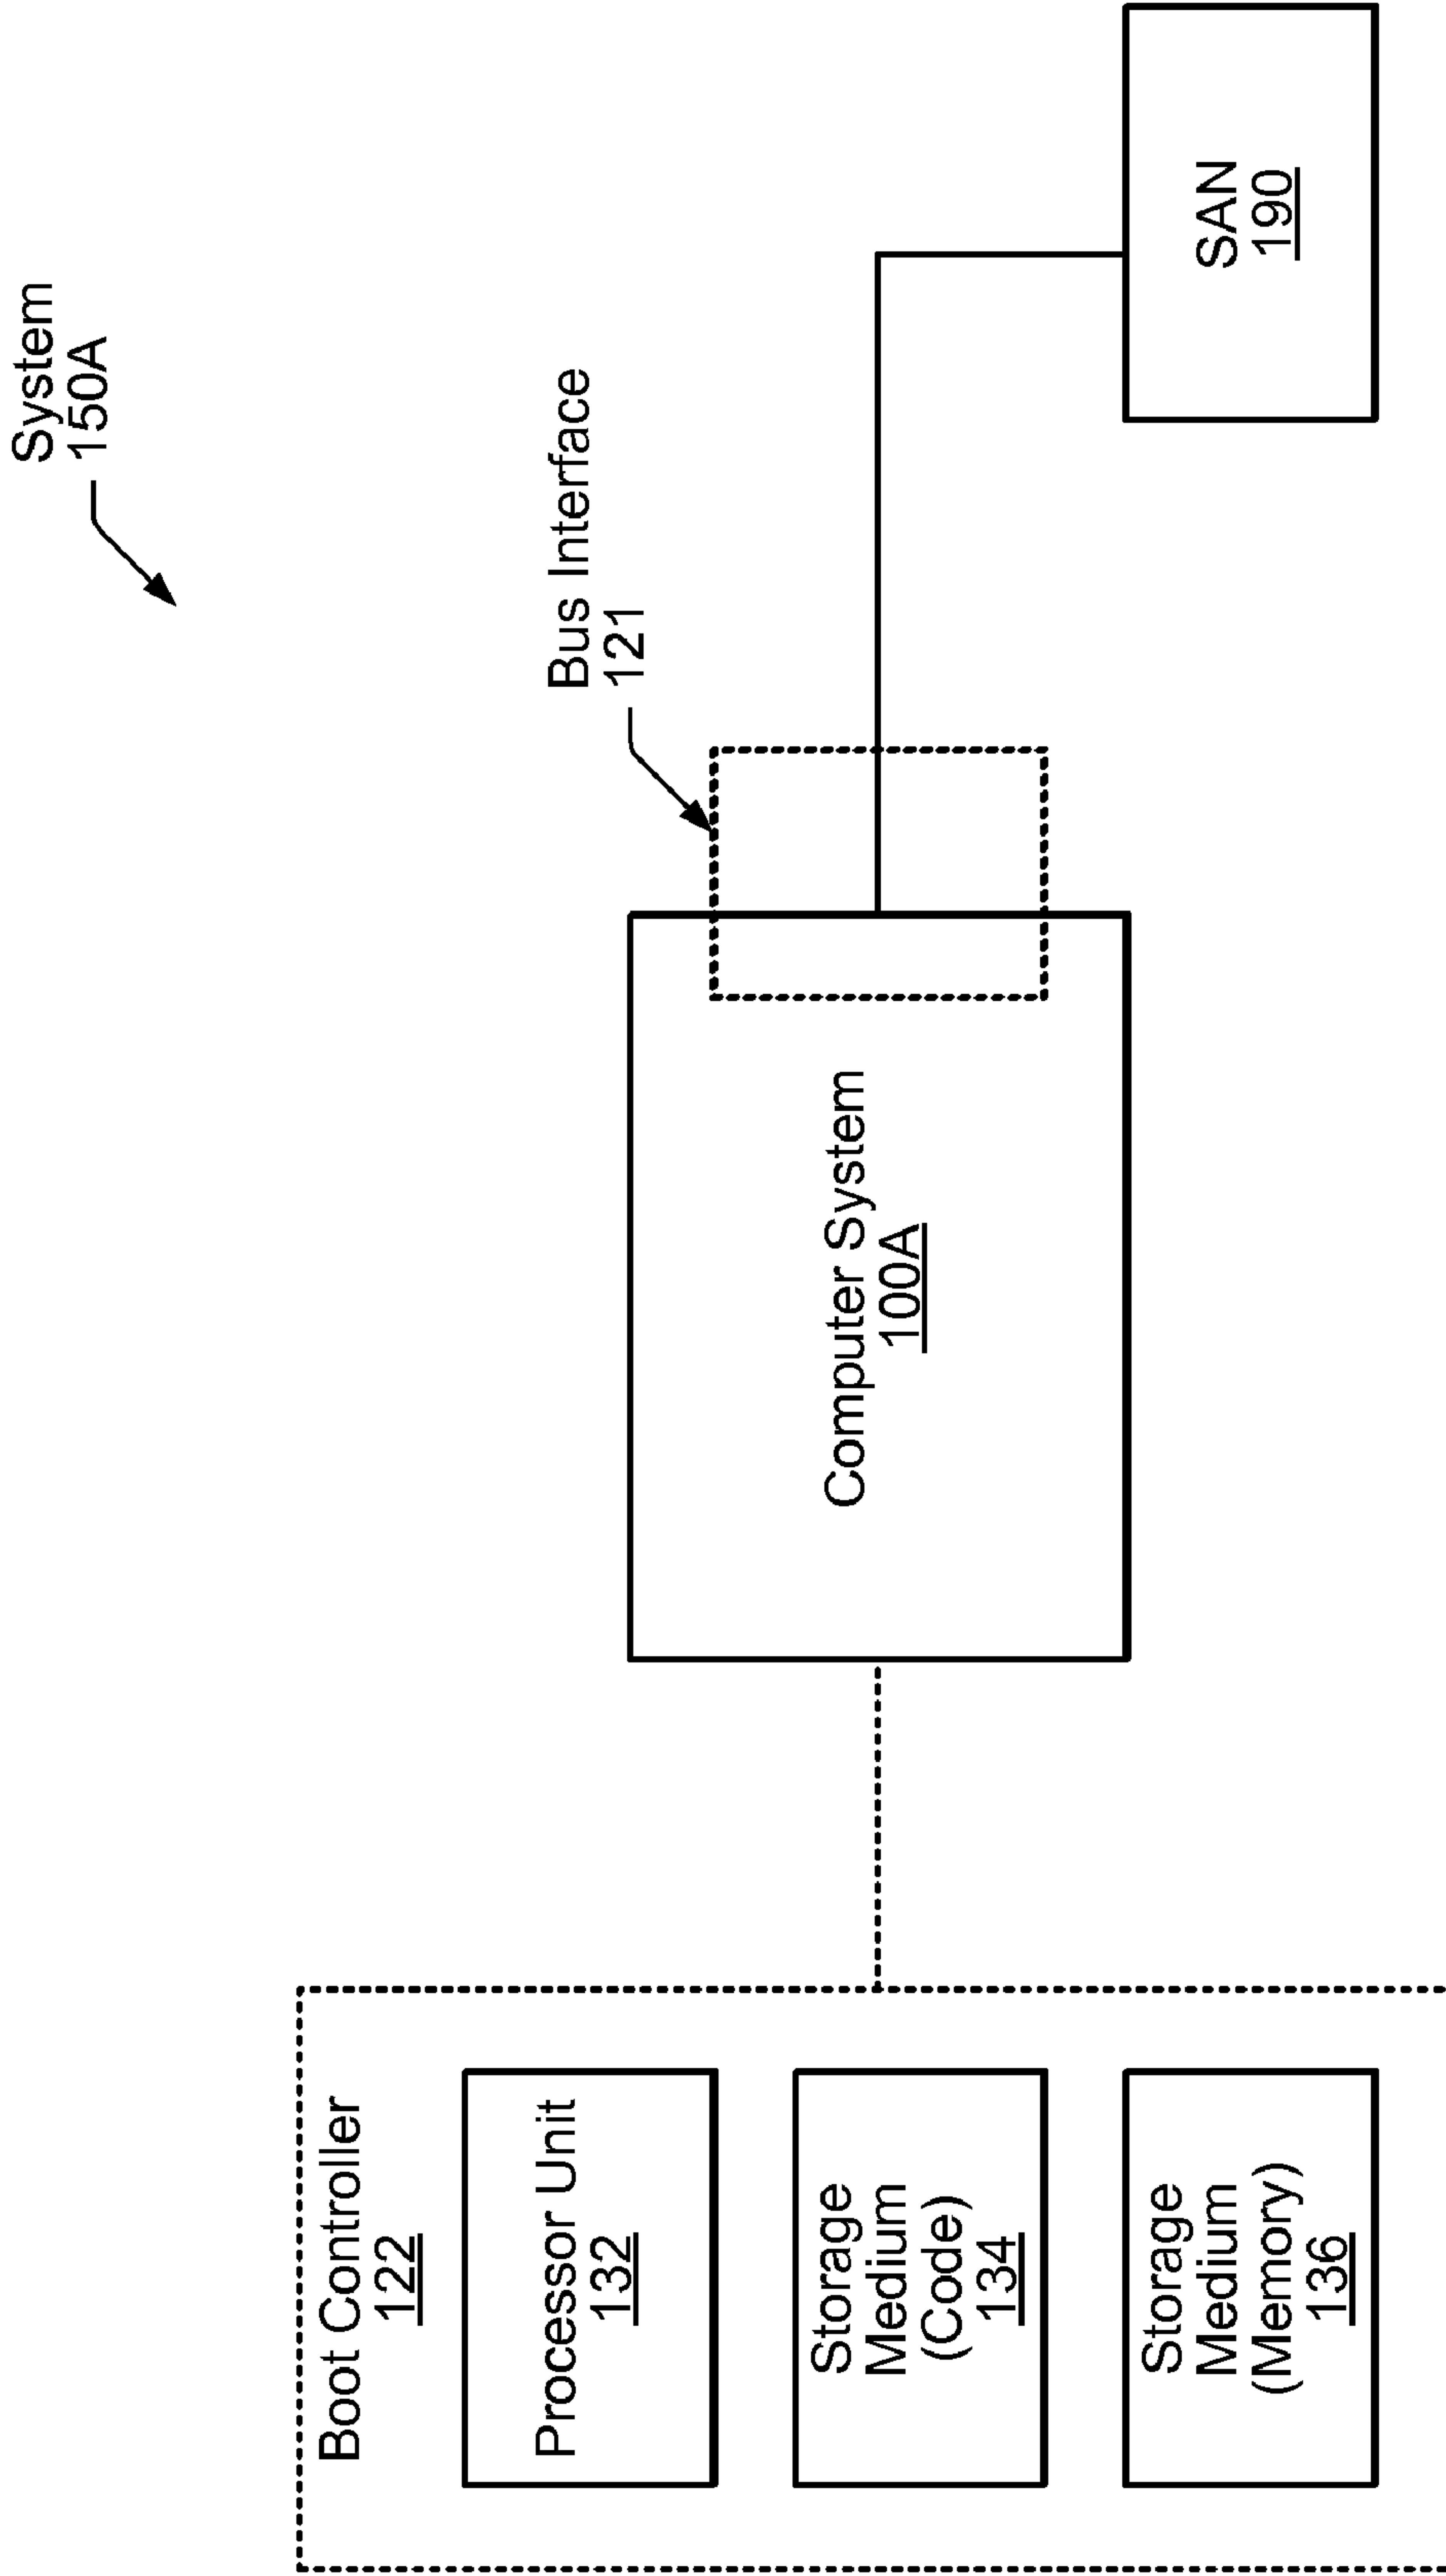 System
150A
Boot Controller
122
Processor Unit
132
Storage
Medium
(Code)
134
Storage
Medium
(Memory)
136
Computer System
100A
Bus Interface
121
SAN
190